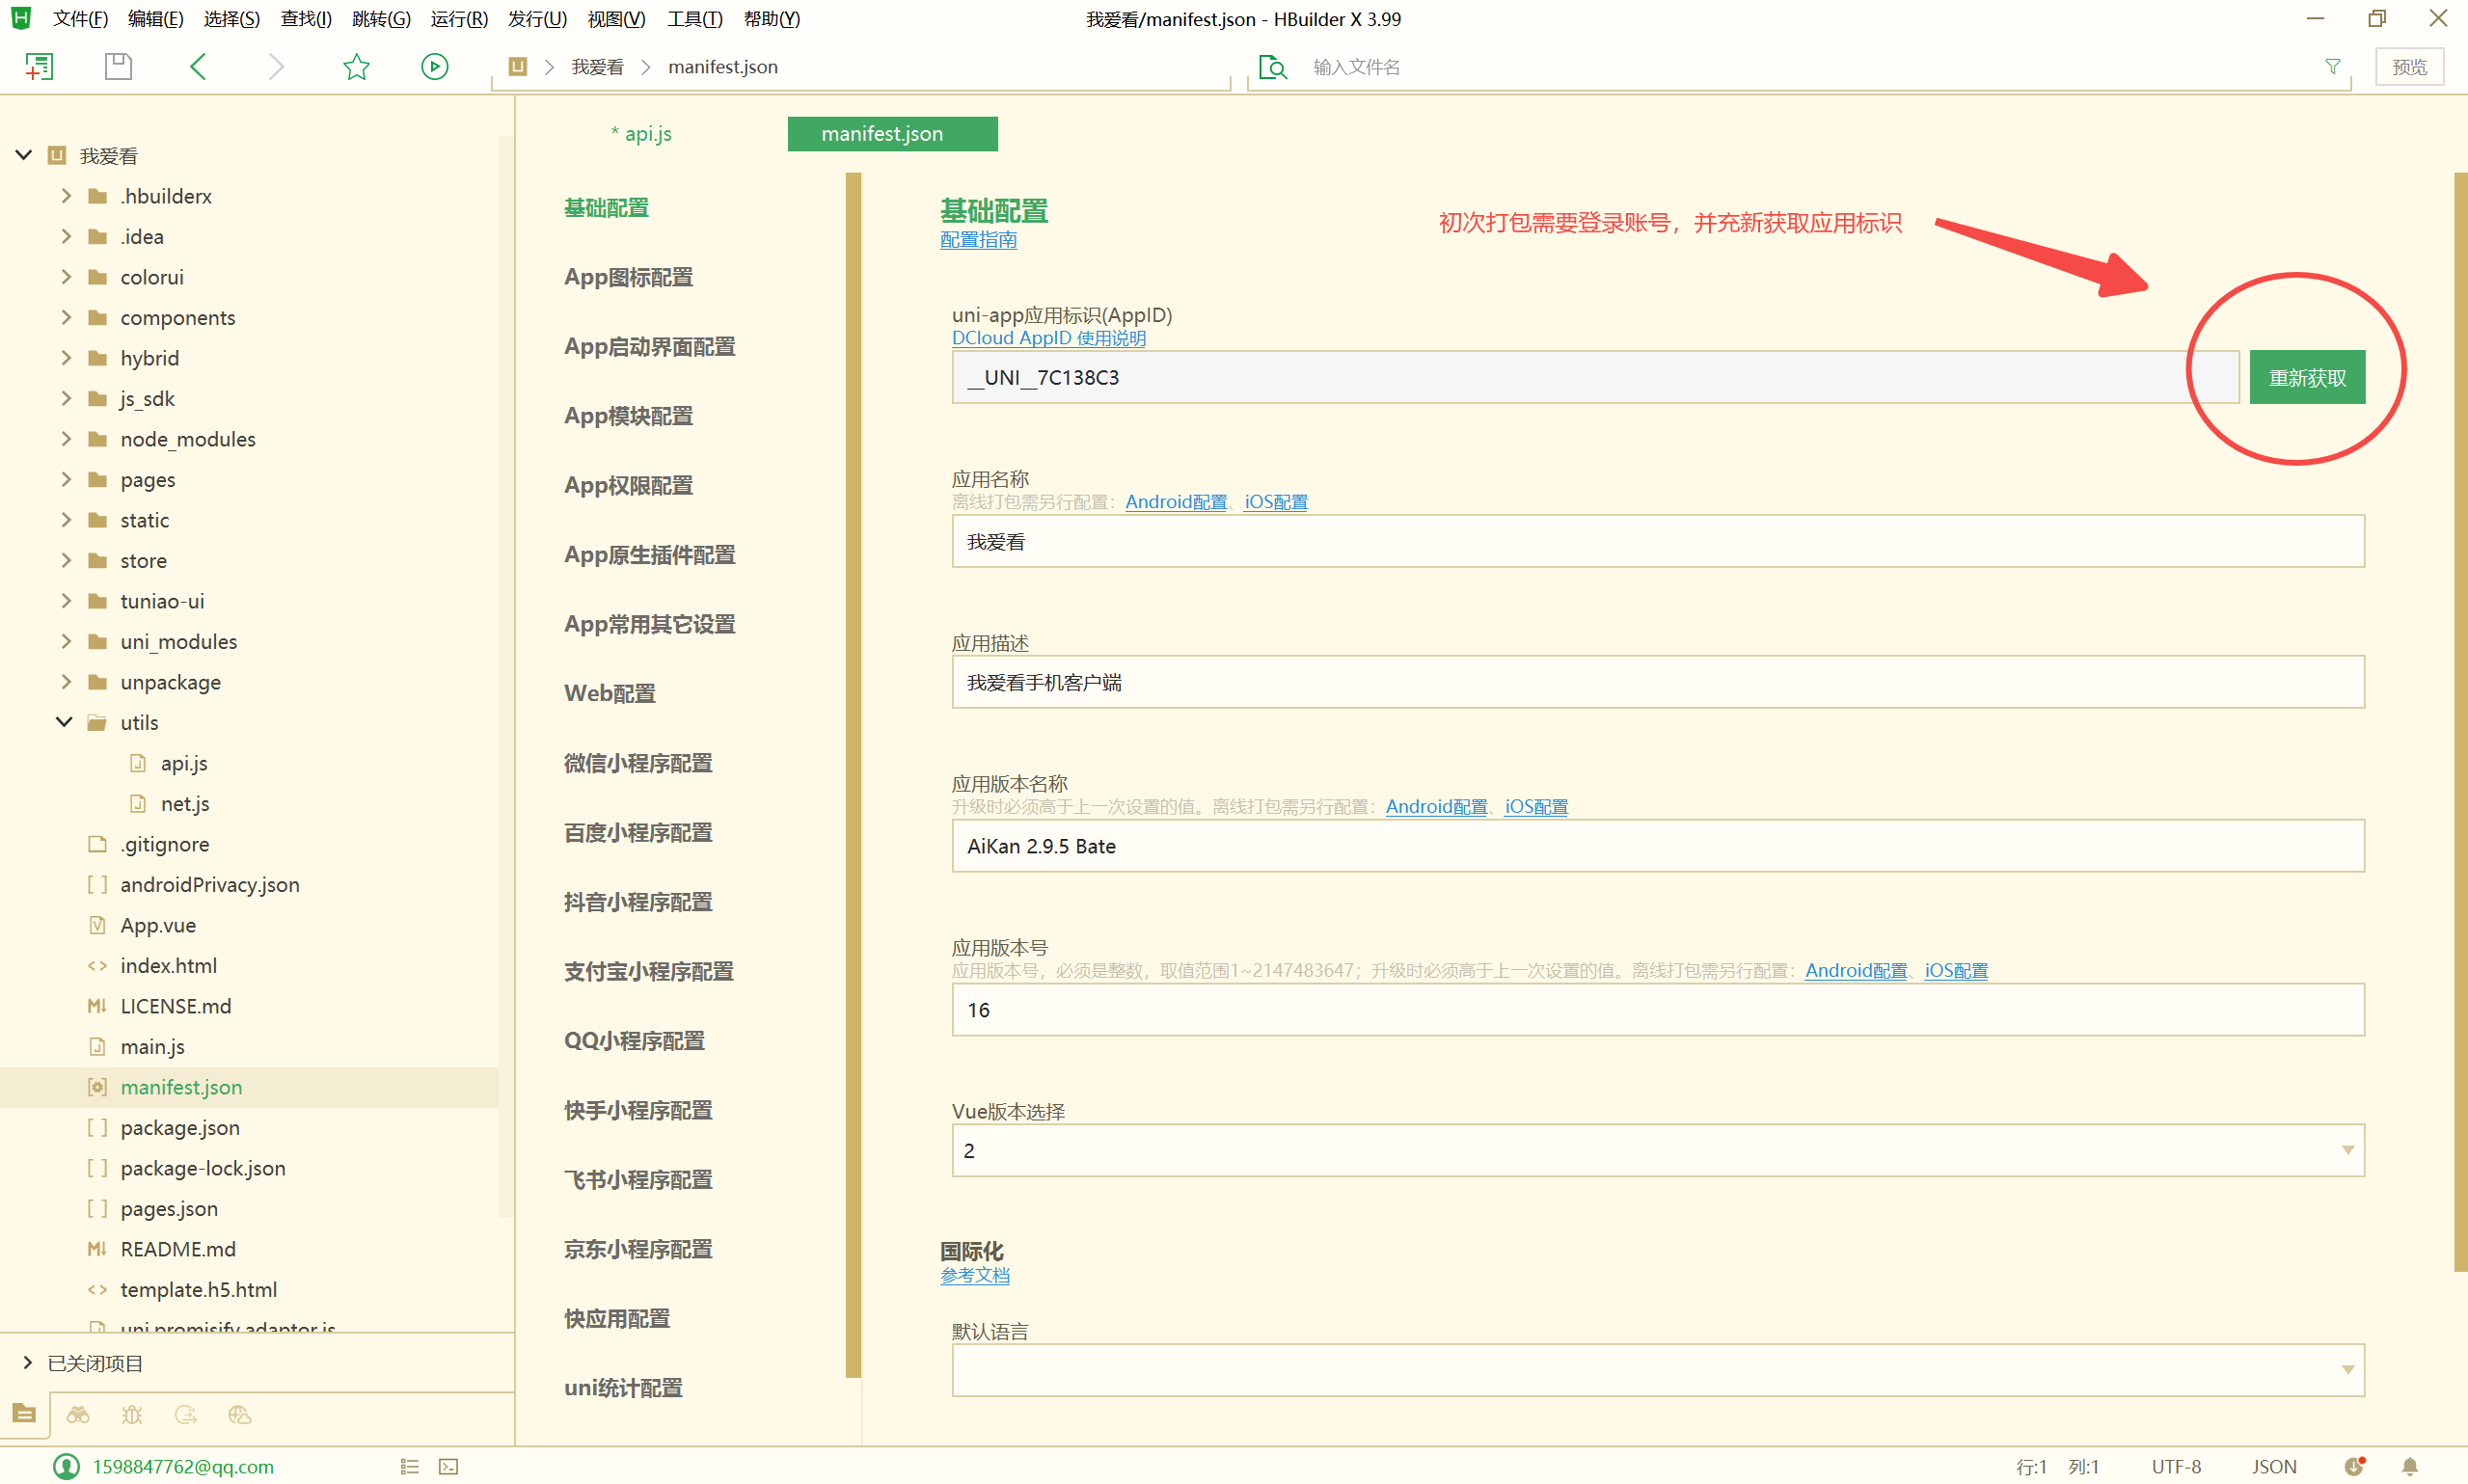 文件(F) 编辑(E) 选择(S) 查找(I) 跳转(G) 运行(R) 发行(U) 视图(V) 工具(T) 帮助(Y)
我爱看/manifest.json - HBuilder X 3.99
我爱看 manifest.json
输入文件名
预览
我爱看
.hbuilderx
.idea
colorui
components
hybrid
js_sdk
node_modules
pages
static
store
tuniao-ui
uni_modules
unpackage
utils
api.js
net.js
.gitignore
androidPrivacy.json
App.vue
index.html
LICENSE.md
main.js
manifest.json
package.json
package-lock.json
pages.json
README.md
template.h5.html
uni.promisify.adaptor.js
已关闭项目
* api.js
manifest.json
基础配置
App图标配置
App启动界面配置
App模块配置
App权限配置
App原生插件配置
App常用其它设置
Web配置
微信小程序配置
百度小程序配置
抖音小程序配置
支付宝小程序配置
QQ小程序配置
快手小程序配置
飞书小程序配置
京东小程序配置
快应用配置
uni统计配置
基础配置
配置指南
初次打包需要登录账号，并充新获取应用标识
uni-app应用标识(AppID)
DCloud AppID 使用说明
__UNI__7C138C3
重新获取
应用名称
离线打包需另行配置：Android配置、iOS配置
我爱看
应用描述
我爱看手机客户端
应用版本名称
升级时必须高于上一次设置的值。离线打包需另行配置：Android配置、iOS配置
AiKan 2.9.5 Bate
应用版本号
应用版本号，必须是整数，取值范围1~2147483647；升级时必须高于上一次设置的值。离线打包需另行配置：Android配置、iOS配置
16
Vue版本选择
2
国际化
参考文档
默认语言
1598847762@qq.com
行:1 列:1
UTF-8
JSON